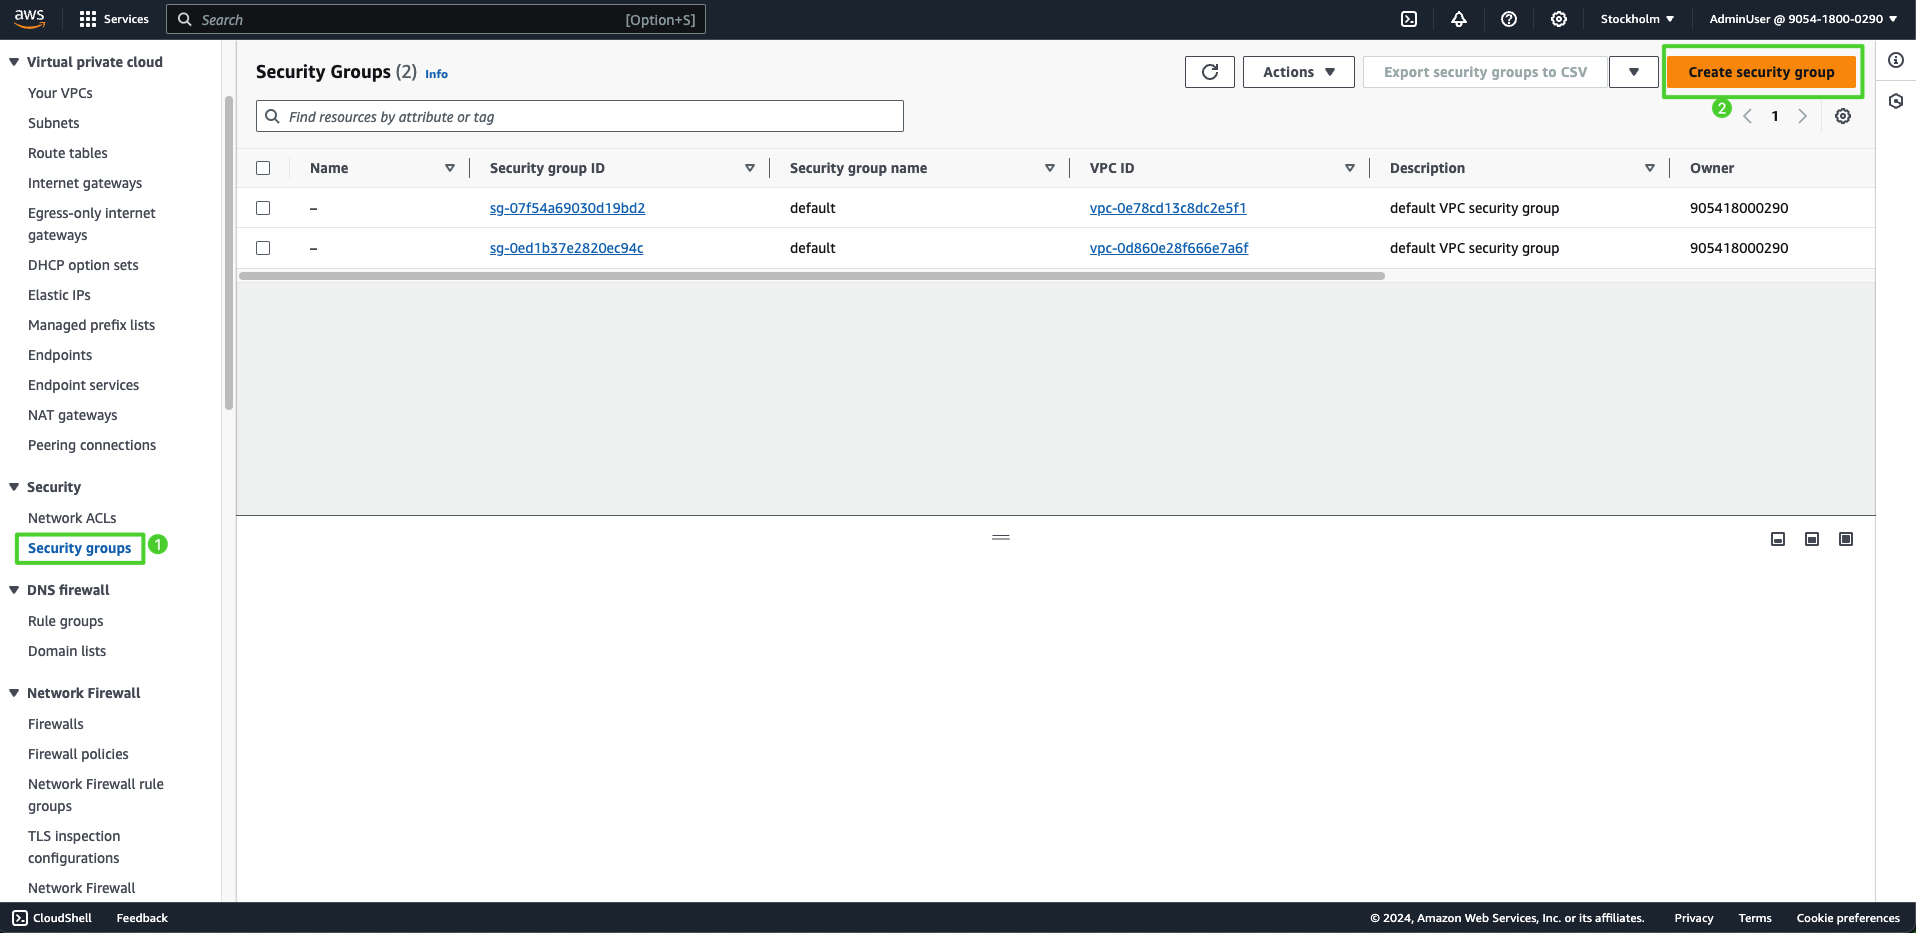 aws
Services
Search
[Option+S]
Stockholm
AdminUser @ 9054-1800-0290
Virtual private cloud
Your VPCs
Subnets
Route tables
Internet gateways
Egress-only internet
gateways
DHCP option sets
Elastic IPs
Managed prefix lists
Endpoints
Endpoint services
NAT gateways
Peering connections
Security
Network ACLs
Security groups
1
DNS firewall
Rule groups
Domain lists
Network Firewall
Firewalls
Firewall policies
Network Firewall rule
groups
TLS inspection
configurations
Network Firewall
Security Groups (2) Info
Actions
Export security groups to CSV
Create security group
Find resources by attribute or tag
2
1
Name Security group ID Security group name VPC ID Description Owner
– sg-07f54a69030d19bd2 default vpc-0e78cd13c8dc2e5f1 default VPC security group 905418000290
– sg-0ed1b37e2820ec94c default vpc-0d860e28f666e7a6f default VPC security group 905418000290
CloudShell Feedback © 2024, Amazon Web Services, Inc. or its affiliates. Privacy Terms Cookie preferences